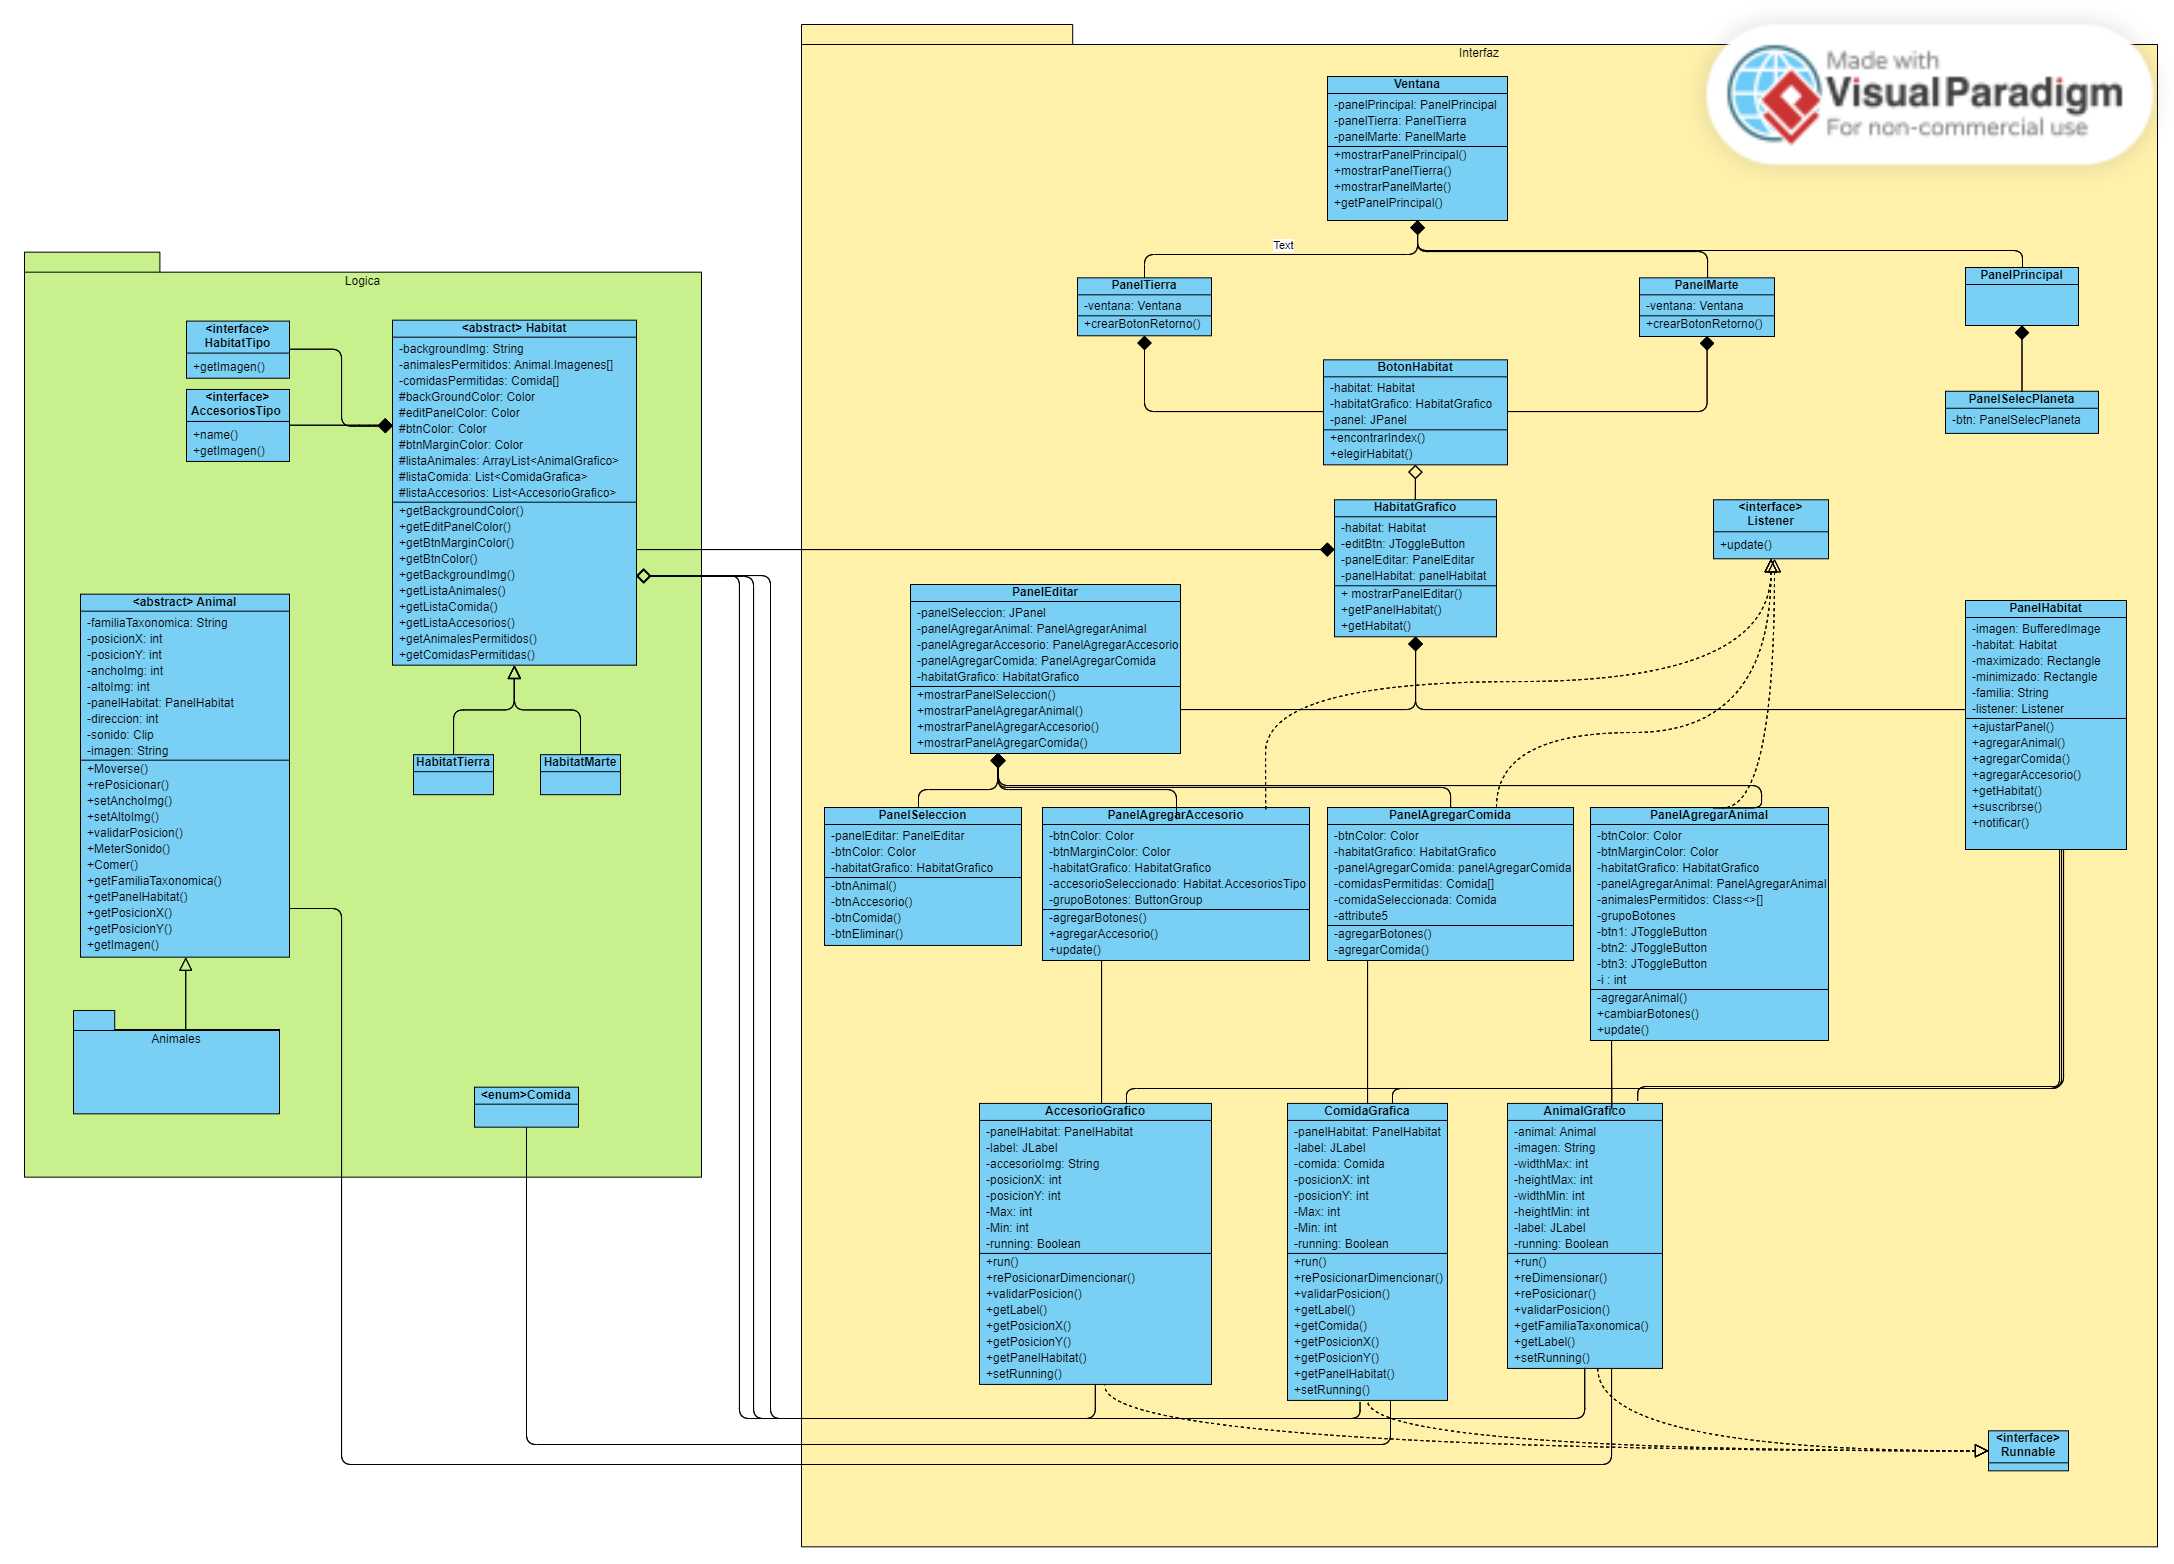 Interfaz
Made with
Visual Paradigm
For non-commercial use
Ventana
-panelPrincipal: PanelPrincipal
-panelTierra: PanelTierra
-panelMarte: PanelMarte
+mostrarPanelPrincipal()
+mostrarPanelTierra()
+mostrarPanelMarte()
+getPanelPrincipal()
Text
PanelTierra
-ventana: Ventana
+crearBotonRetorno()
PanelMarte
-ventana: Ventana
+crearBotonRetorno()
PanelPrincipal
BotonHabitat
-habitat: Habitat
-habitatGrafico: HabitatGrafico
-panel: JPanel
+encontrarIndex()
+elegirHabitat()
PanelSelecPlaneta
-btn: PanelSelecPlaneta
Logica
<interface>
HabitatTipo
+getImagen()
<interface>
AccesoriosTipo
+name()
+getImagen()
<abstract> Habitat
-backgroundImg: String
-animalesPermitidos: Animal.Imagenes[]
-comidasPermitidas: Comida[]
#backGroundColor: Color
#editPanelColor: Color
#btnColor: Color
#btnMarginColor: Color
#listaAnimales: ArrayList<AnimalGrafico>
#listaComida: List<ComidaGrafica>
#listaAccesorios: List<AccesorioGrafico>
+getBackgroundColor()
+getEditPanelColor()
+getBtnMarginColor()
+getBtnColor()
+getBackgroundImg()
+getListaAnimales()
+getListaComida()
+getListaAccesorios()
+getAnimalesPermitidos()
+getComidasPermitidas()
HabitatTierra
HabitatMarte
<abstract> Animal
-familiaTaxonomica: String
-posicionX: int
-posicionY: int
-anchoImg: int
-altoImg: int
-panelHabitat: PanelHabitat
-direccion: int
-sonido: Clip
-imagen: String
+Moverse()
+rePosicionar()
+setAnchoImg()
+setAltoImg()
+validarPosicion()
+MeterSonido()
+Comer()
+getFamiliaTaxonomica()
+getPanelHabitat()
+getPosicionX()
+getPosicionY()
+getImagen()
Animales
<enum>Comida
HabitatGrafico
-habitat: Habitat
-editBtn: JToggleButton
-panelEditar: PanelEditar
-panelHabitat: panelHabitat
+ mostrarPanelEditar()
+getPanelHabitat()
+getHabitat()
<interface>
Listener
+update()
PanelEditar
-panelSeleccion: JPanel
-panelAgregarAnimal: PanelAgregarAnimal
-panelAgregarAccesorio: PanelAgregarAccesorio
-panelAgregarComida: PanelAgregarComida
-habitatGrafico: HabitatGrafico
+mostrarPanelSeleccion()
+mostrarPanelAgregarAnimal()
+mostrarPanelAgregarAccesorio()
+mostrarPanelAgregarComida()
PanelHabitat
-imagen: BufferedImage
-habitat: Habitat
-maximizado: Rectangle
-minimizado: Rectangle
-familia: String
-listener: Listener
+ajustarPanel()
+agregarAnimal()
+agregarComida()
+agregarAccesorio()
+getHabitat()
+suscribrse()
+notificar()
PanelSeleccion
-panelEditar: PanelEditar
-btnColor: Color
-habitatGrafico: HabitatGrafico
-btnAnimal()
-btnAccesorio()
-btnComida()
-btnEliminar()
PanelAgregarAccesorio
-btnColor: Color
-btnMarginColor: Color
-habitatGrafico: HabitatGrafico
-accesorioSeleccionado: Habitat.AccesoriosTipo
-grupoBotones: ButtonGroup
-agregarBotones()
+agregarAccesorio()
+update()
PanelAgregarComida
-btnColor: Color
-habitatGrafico: HabitatGrafico
-panelAgregarComida: panelAgregarComida
-comidasPermitidas: Comida[]
-comidaSeleccionada: Comida
-attribute5
-agregarBotones()
-agregarComida()
PanelAgregarAnimal
-btnColor: Color
-btnMarginColor: Color
-habitatGrafico: HabitatGrafico
-panelAgregarAnimal: PanelAgregarAnimal
-animalesPermitidos: Class<>[]
-grupoBotones
-btn1: JToggleButton
-btn2: JToggleButton
-btn3: JToggleButton
-i : int
-agregarAnimal()
+cambiarBotones()
+update()
AccesorioGrafico
-panelHabitat: PanelHabitat
-label: JLabel
-accesorioImg: String
-posicionX: int
-posicionY: int
-Max: int
-Min: int
-running: Boolean
+run()
+rePosicionarDimencionar()
+validarPosicion()
+getLabel()
+getPosicionX()
+getPosicionY()
+getPanelHabitat()
+setRunning()
ComidaGrafica
-panelHabitat: PanelHabitat
-label: JLabel
-comida: Comida
-posicionX: int
-posicionY: int
-Max: int
-Min: int
-running: Boolean
+run()
+rePosicionarDimencionar()
+validarPosicion()
+getLabel()
+getComida()
+getPosicionX()
+getPosicionY()
+getPanelHabitat()
+setRunning()
AnimalGrafico
-animal: Animal
-imagen: String
-widthMax: int
-heightMax: int
-widthMin: int
-heightMin: int
-label: JLabel
-running: Boolean
+run()
+reDimensionar()
+rePosicionar()
+validarPosicion()
+getFamiliaTaxonomica()
+getLabel()
+setRunning()
<interface>
Runnable